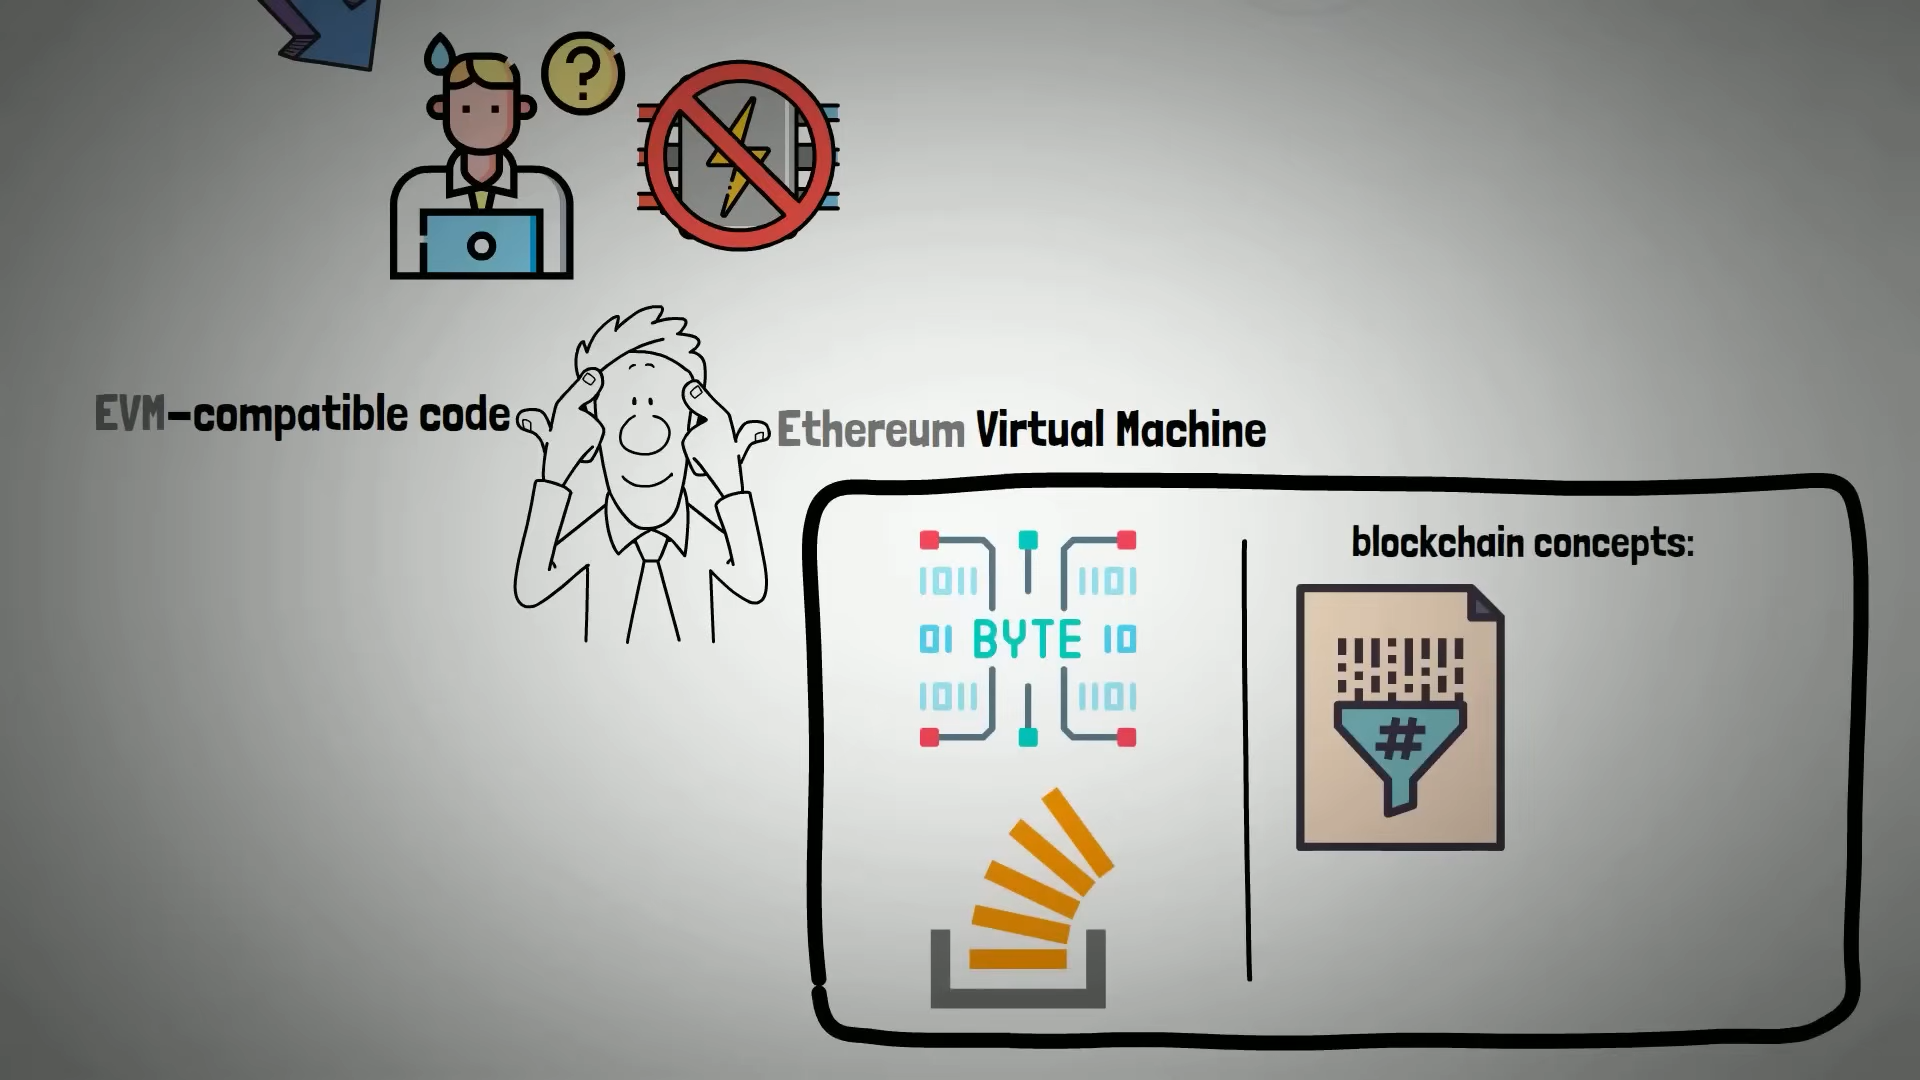 ?
EVM-compatible code
Ethereum Virtual Machine
blockchain concepts:
1011 1101
01 BYTE 10
1011 1101
#